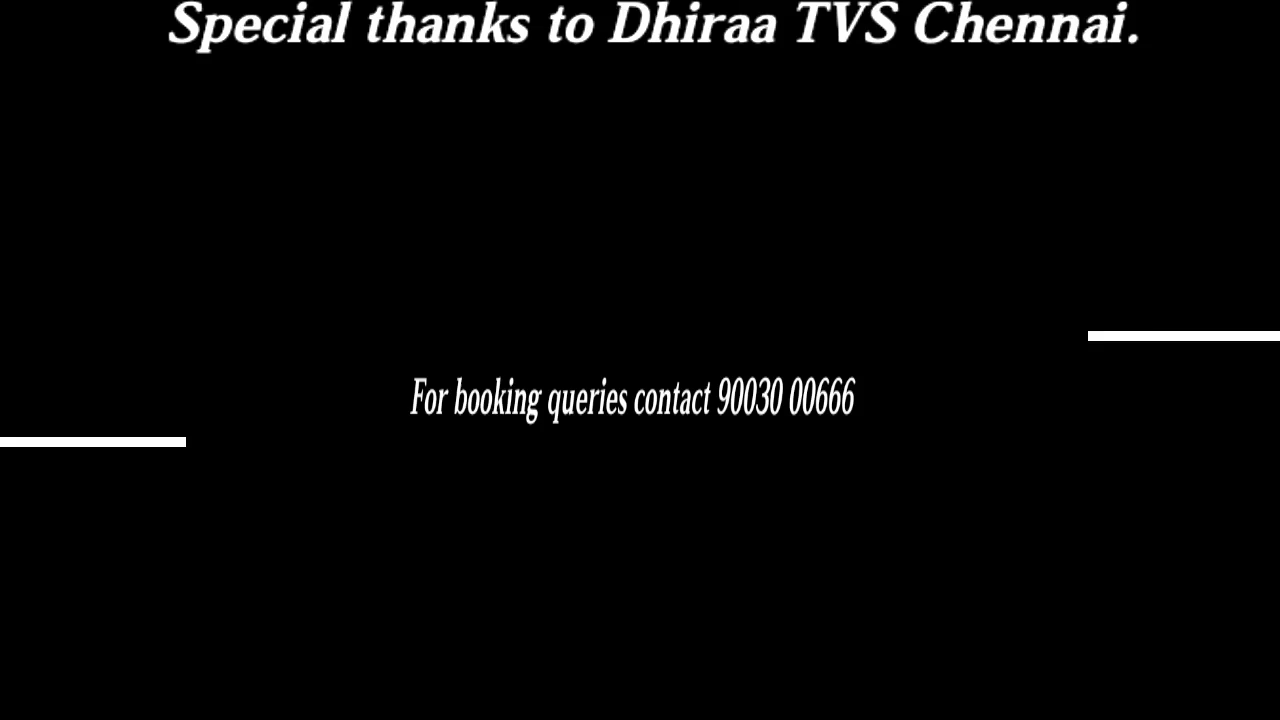 Special thanks to Dhiraa TVS Chennai.
For booking queries contact 90030 00666